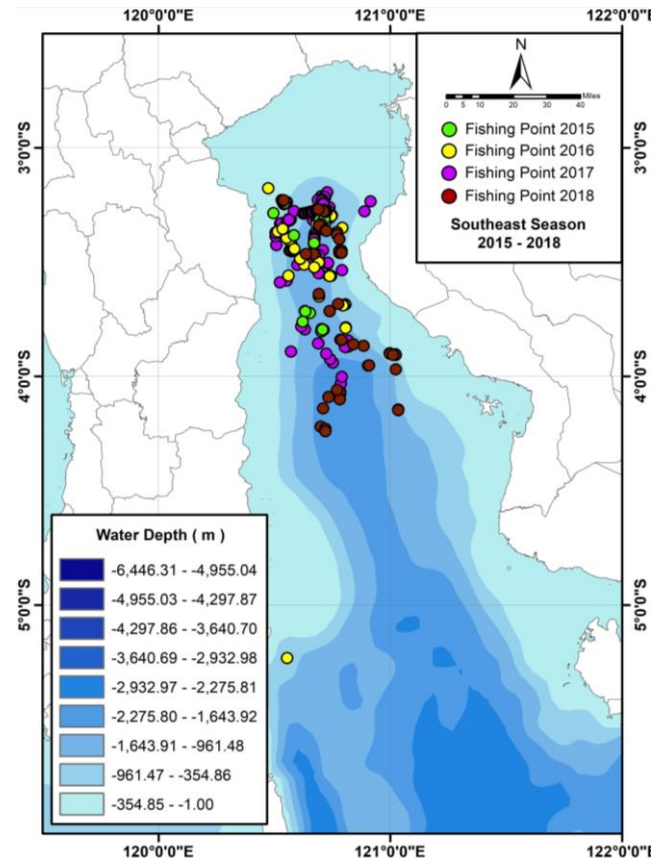 120°0'0"E 121°0'0"E 122°0'0"E
N
0 5 10 20 30 40 Miles
Fishing Point 2015
Fishing Point 2016
Fishing Point 2017
Fishing Point 2018
Southeast Season
2015 - 2018
3°0'0"S 3°0'0"S
4°0'0"S 4°0'0"S
5°0'0"S 5°0'0"S
Water Depth ( m )
-6,446.31 - -4,955.04
-4,955.03 - -4,297.87
-4,297.86 - -3,640.70
-3,640.69 - -2,932.98
-2,932.97 - -2,275.81
-2,275.80 - -1,643.92
-1,643.91 - -961.48
-961.47 - -354.86
-354.85 - -1.00
120°0'0"E 121°0'0"E 122°0'0"E